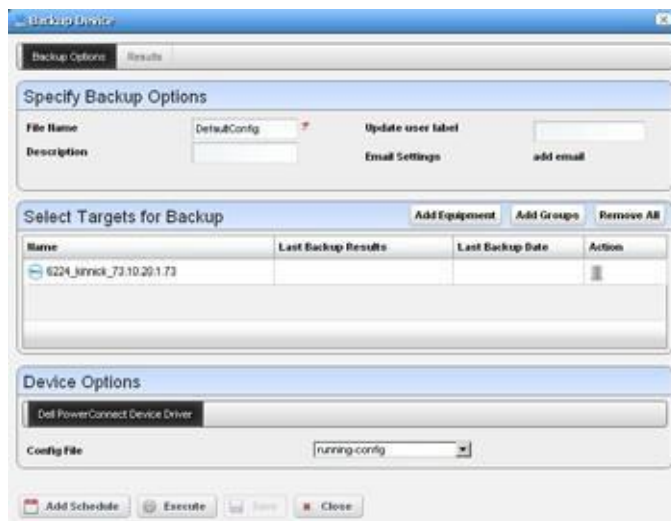 Backup Device
Backup Options Results
Specify Backup Options
File Name DefaultConfig * Update user label
Description Email Settings add email
Select Targets for Backup Add Equipment Add Groups Remove All
Name Last Backup Results Last Backup Date Action
6224_kinnick_73.10.20.1.73
Device Options
Dell PowerConnect Device Driver
Config File running-config
Add Schedule Execute Save Close